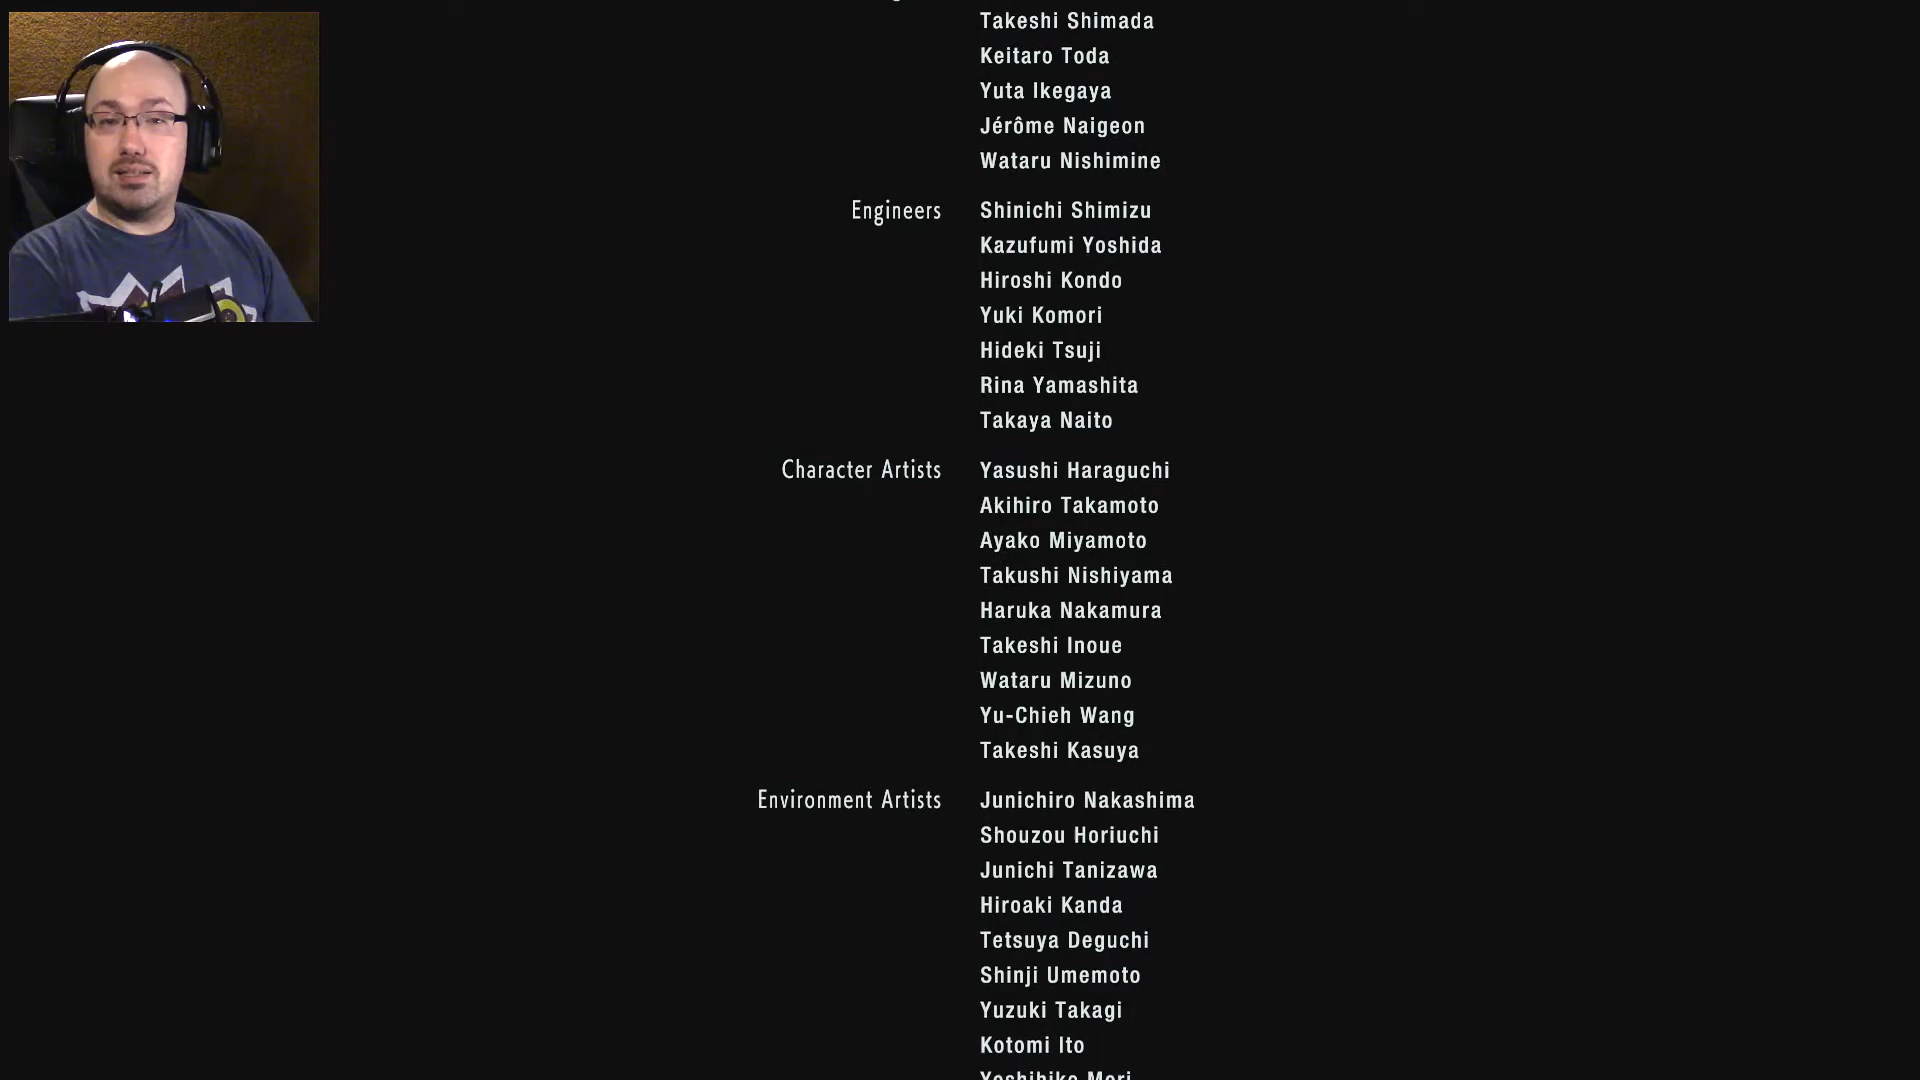 Takeshi Shimada
Keitaro Toda
Yuta Ikegaya
Jérôme Naigeon
Wataru Nishimine
Engineers Shinichi Shimizu
Kazufumi Yoshida
Hiroshi Kondo
Yuki Komori
Hideki Tsuji
Rina Yamashita
Takaya Naito
Character Artists Yasushi Haraguchi
Akihiro Takamoto
Ayako Miyamoto
Takushi Nishiyama
Haruka Nakamura
Takeshi Inoue
Wataru Mizuno
Yu-Chieh Wang
Takeshi Kasuya
Environment Artists Junichiro Nakashima
Shouzou Horiuchi
Junichi Tanizawa
Hiroaki Kanda
Tetsuya Deguchi
Shinji Umemoto
Yuzuki Takagi
Kotomi Ito
Yoshihiko Mori